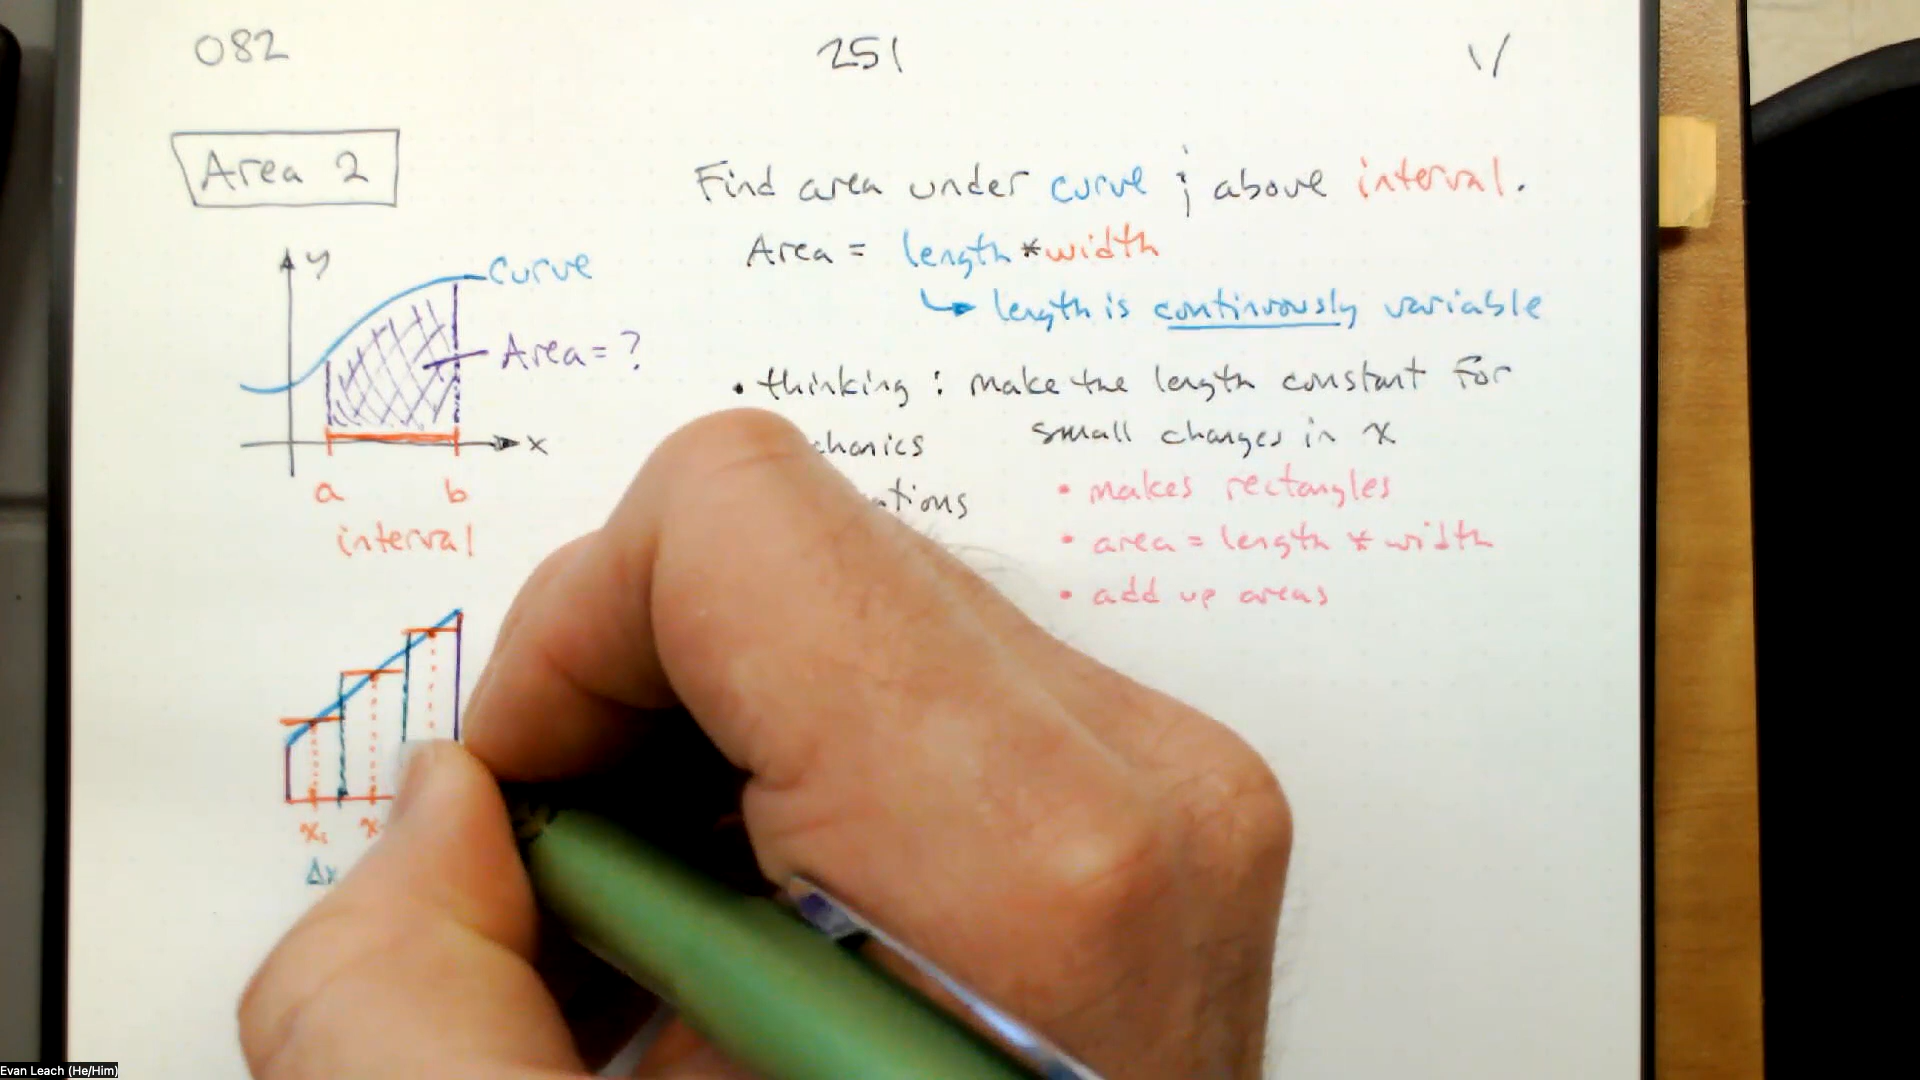 082 251 1/
Area 2
Find area under curve & above interval.
Area = length * width
↳ length is continuously variable
y
curve
Area = ?
x
a b
interval
• thinking : make the length constant for
small changes in x
• makes rectangles
• area = length * width
• add up areas
x₁
Evan Leach (He/Him)